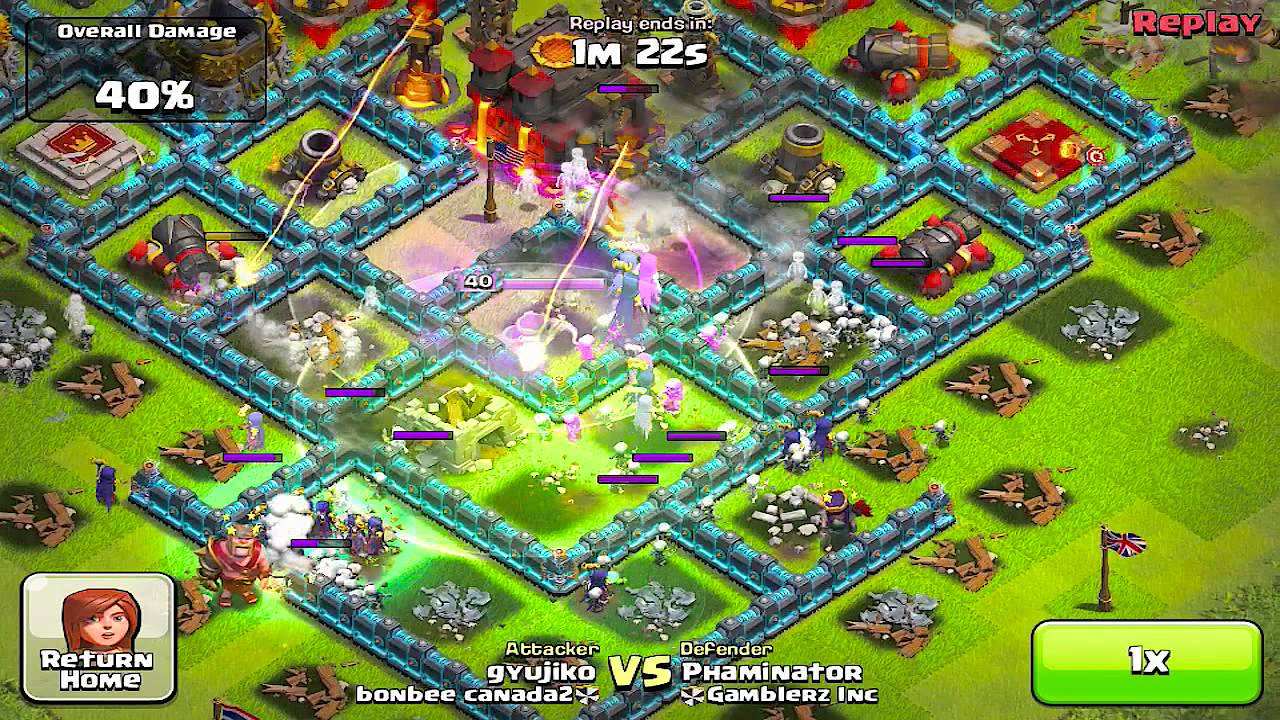 Overall Damage
40%
Replay ends in:
1m 22s
Replay
40
Return
Home
Attacker
gyujiko
bonbee canada2
VS
Defender
Phaminator
Gamblerz Inc
1x